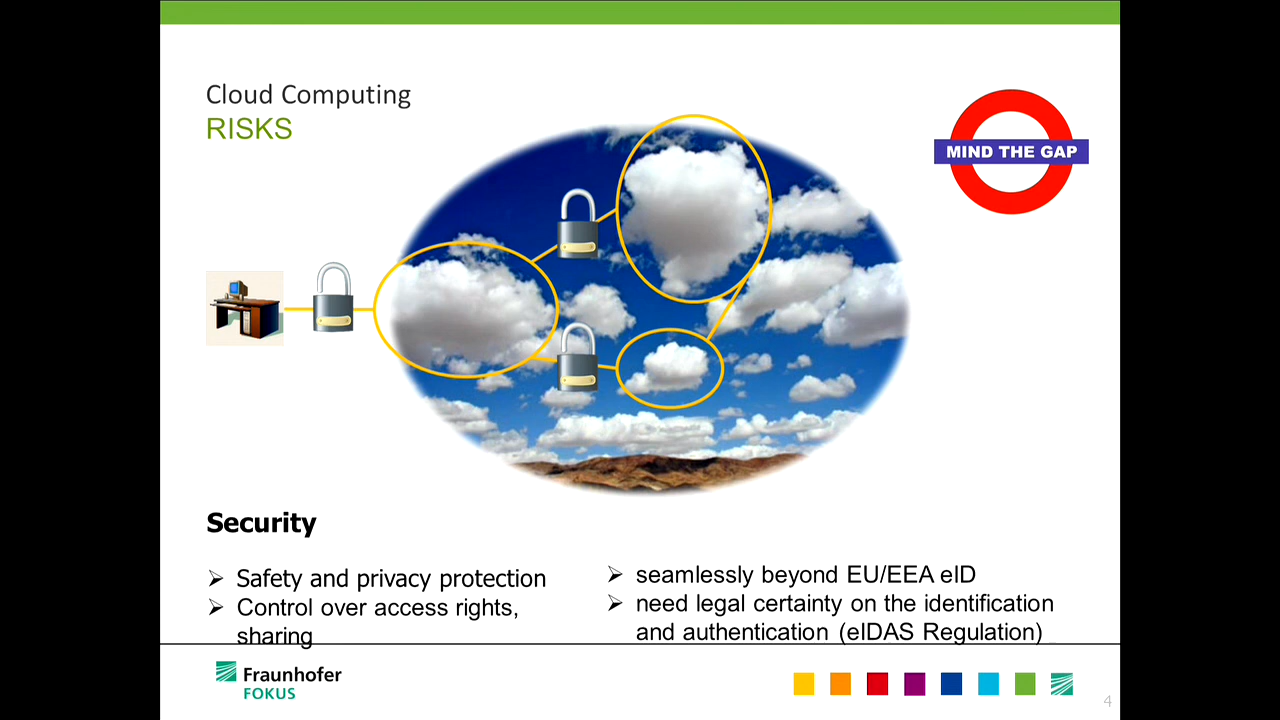 Cloud Computing
RISKS
MIND THE GAP
Security
➢ Safety and privacy protection
➢ Control over access rights,
sharing
➢ seamlessly beyond EU/EEA eID
➢ need legal certainty on the identification
and authentication (eIDAS Regulation)
Fraunhofer
FOKUS
4